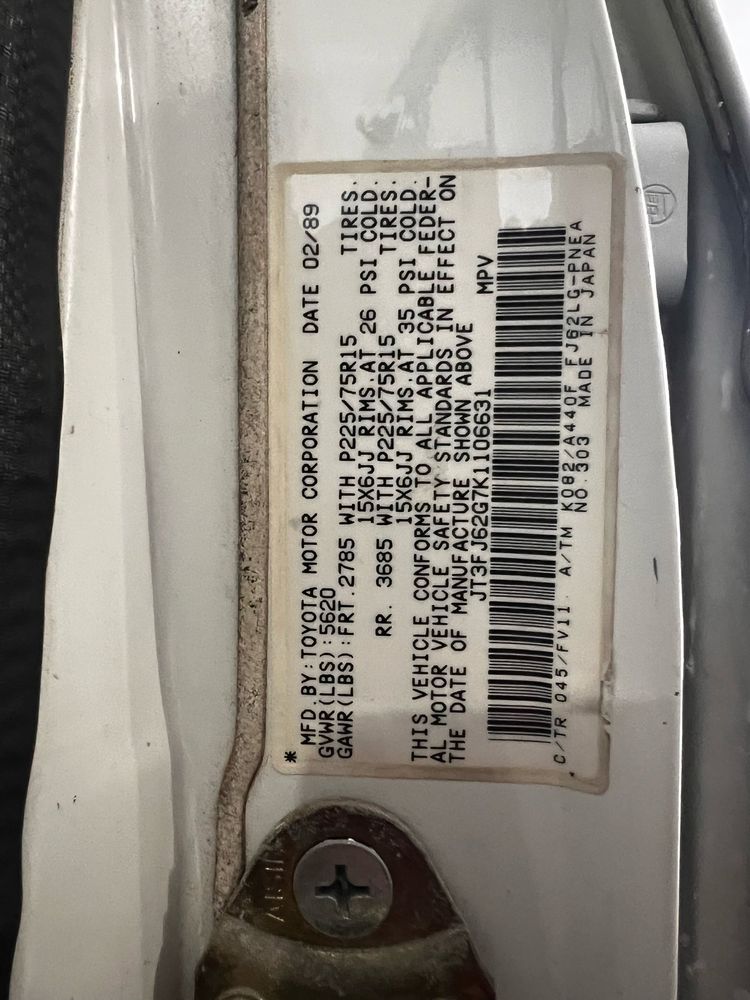 * MFD.BY:TOYOTA MOTOR CORPORATION DATE 02/89
GVWR(LBS):5620
GAWR(LBS):FRT.2785 WITH P225/75R15 TIRES.
15X6JJ RIMS.AT 26 PSI COLD.
RR. 3685 WITH P225/75R15 TIRES.
15X6JJ RIMS.AT 35 PSI COLD.
THIS VEHICLE CONFORMS TO ALL APPLICABLE FEDER-
AL MOTOR VEHICLE SAFETY STANDARDS IN EFFECT ON
THE DATE OF MANUFACTURE SHOWN ABOVE
JT3FJ62G7K1106631 MPV
C/TR 045/FV11. A/TM K082/A440F FJ62LG-PNEA
NO.303 MADE IN JAPAN
AISIN